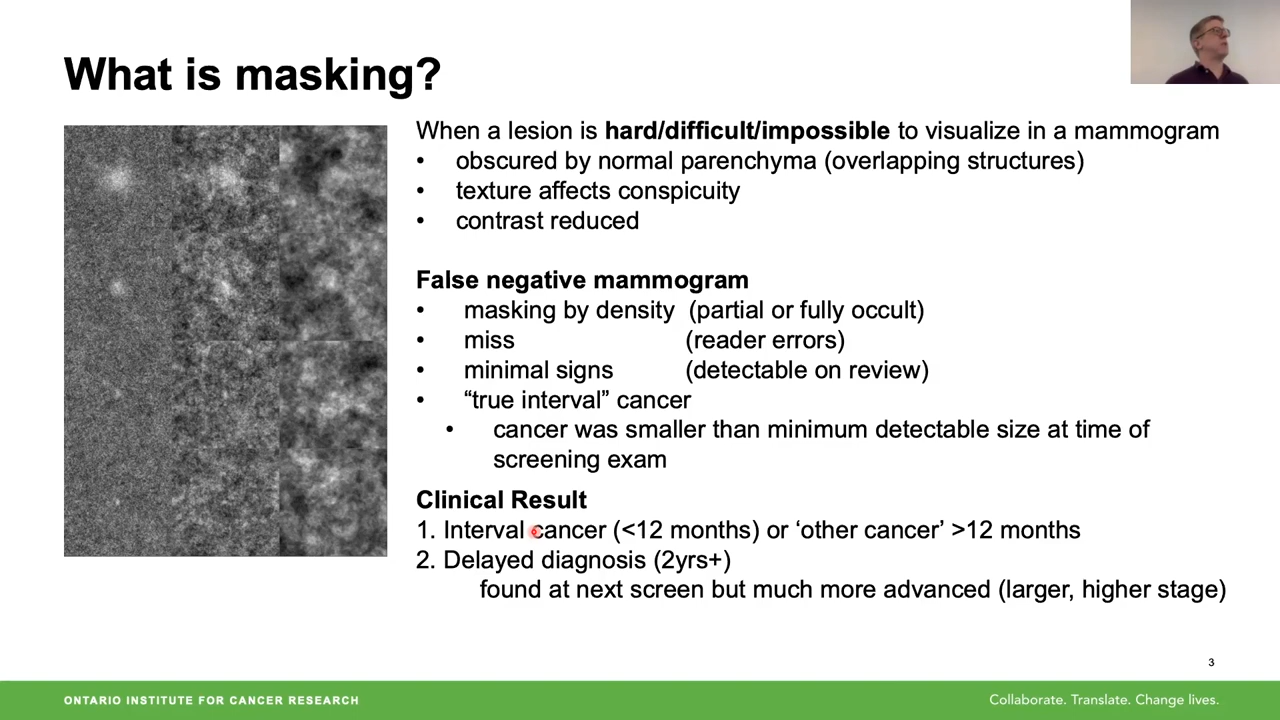 What is masking?
When a lesion is hard/difficult/impossible to visualize in a mammogram
• obscured by normal parenchyma (overlapping structures)
• texture affects conspicuity
• contrast reduced
False negative mammogram
• masking by density (partial or fully occult)
• miss (reader errors)
• minimal signs (detectable on review)
• “true interval” cancer
• cancer was smaller than minimum detectable size at time of
screening exam
Clinical Result
1. Interval cancer (<12 months) or ‘other cancer’ >12 months
2. Delayed diagnosis (2yrs+)
found at next screen but much more advanced (larger, higher stage)
3
ONTARIO INSTITUTE FOR CANCER RESEARCH
Collaborate. Translate. Change lives.